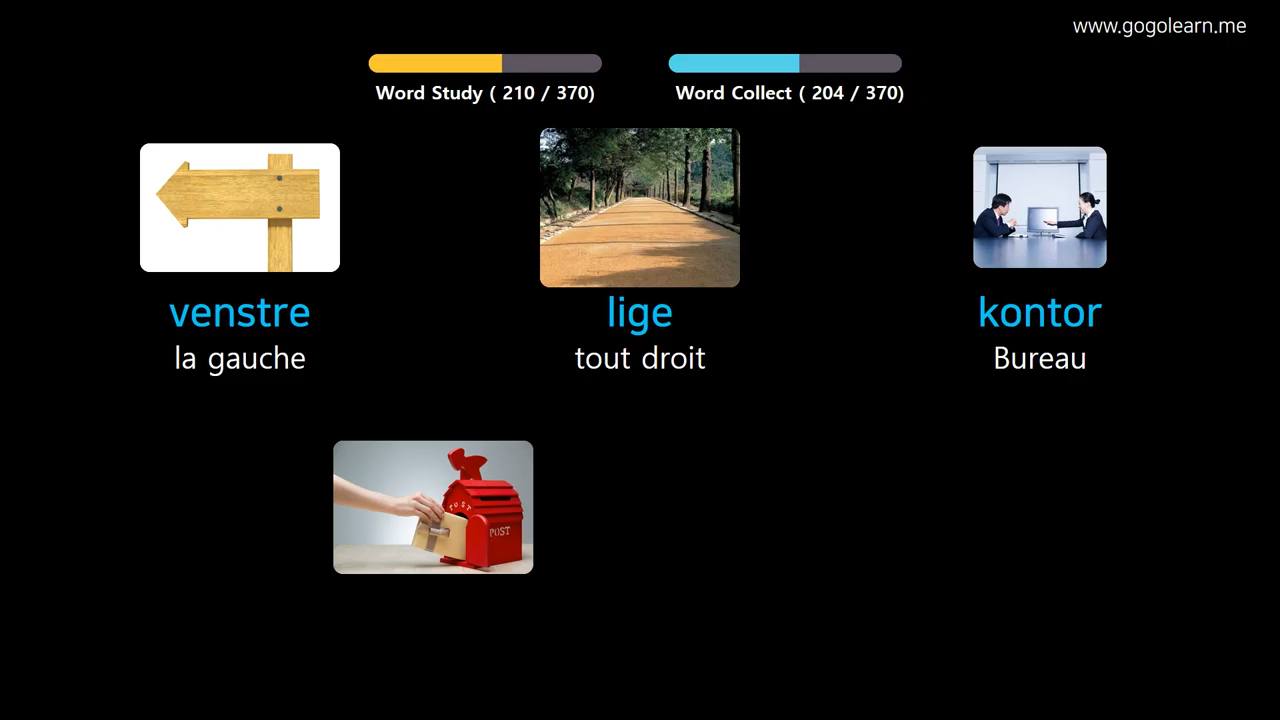 www.gogolearn.me
Word Study ( 210 / 370)
Word Collect ( 204 / 370)
venstre
la gauche
lige
tout droit
kontor
Bureau
POST
POST